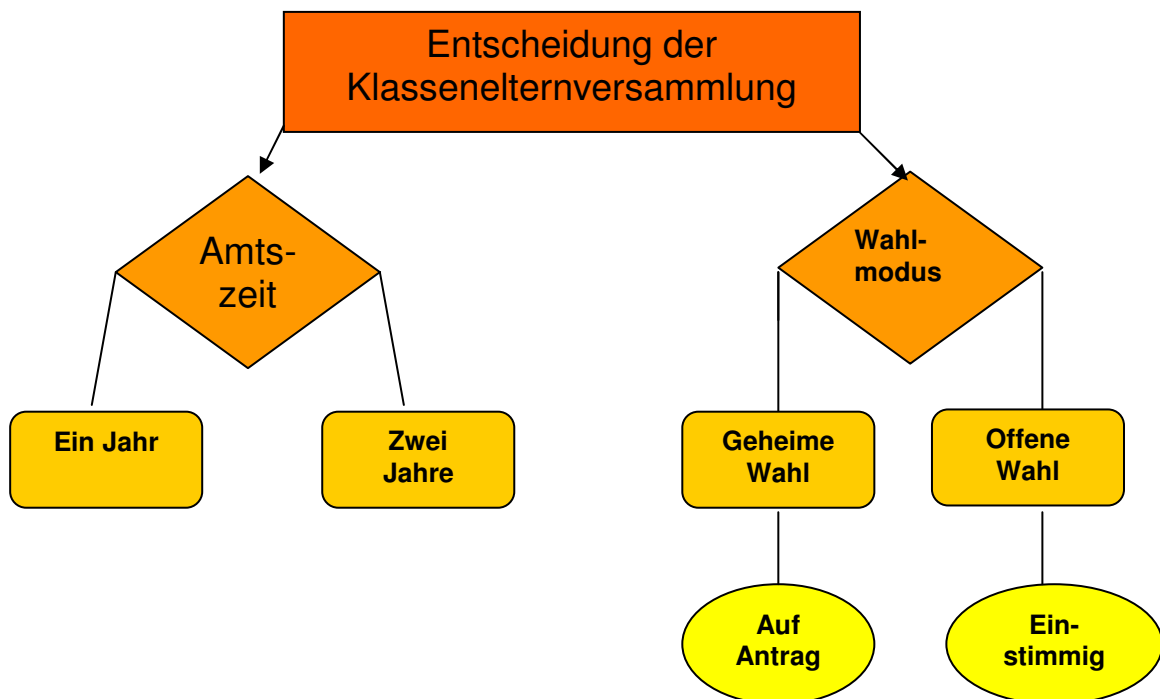 Entscheidung der
Klassenelternversammlung
Amts-
zeit
Wahl-
modus
Ein Jahr
Zwei
Jahre
Geheime
Wahl
Offene
Wahl
Auf
Antrag
Ein-
stimmig